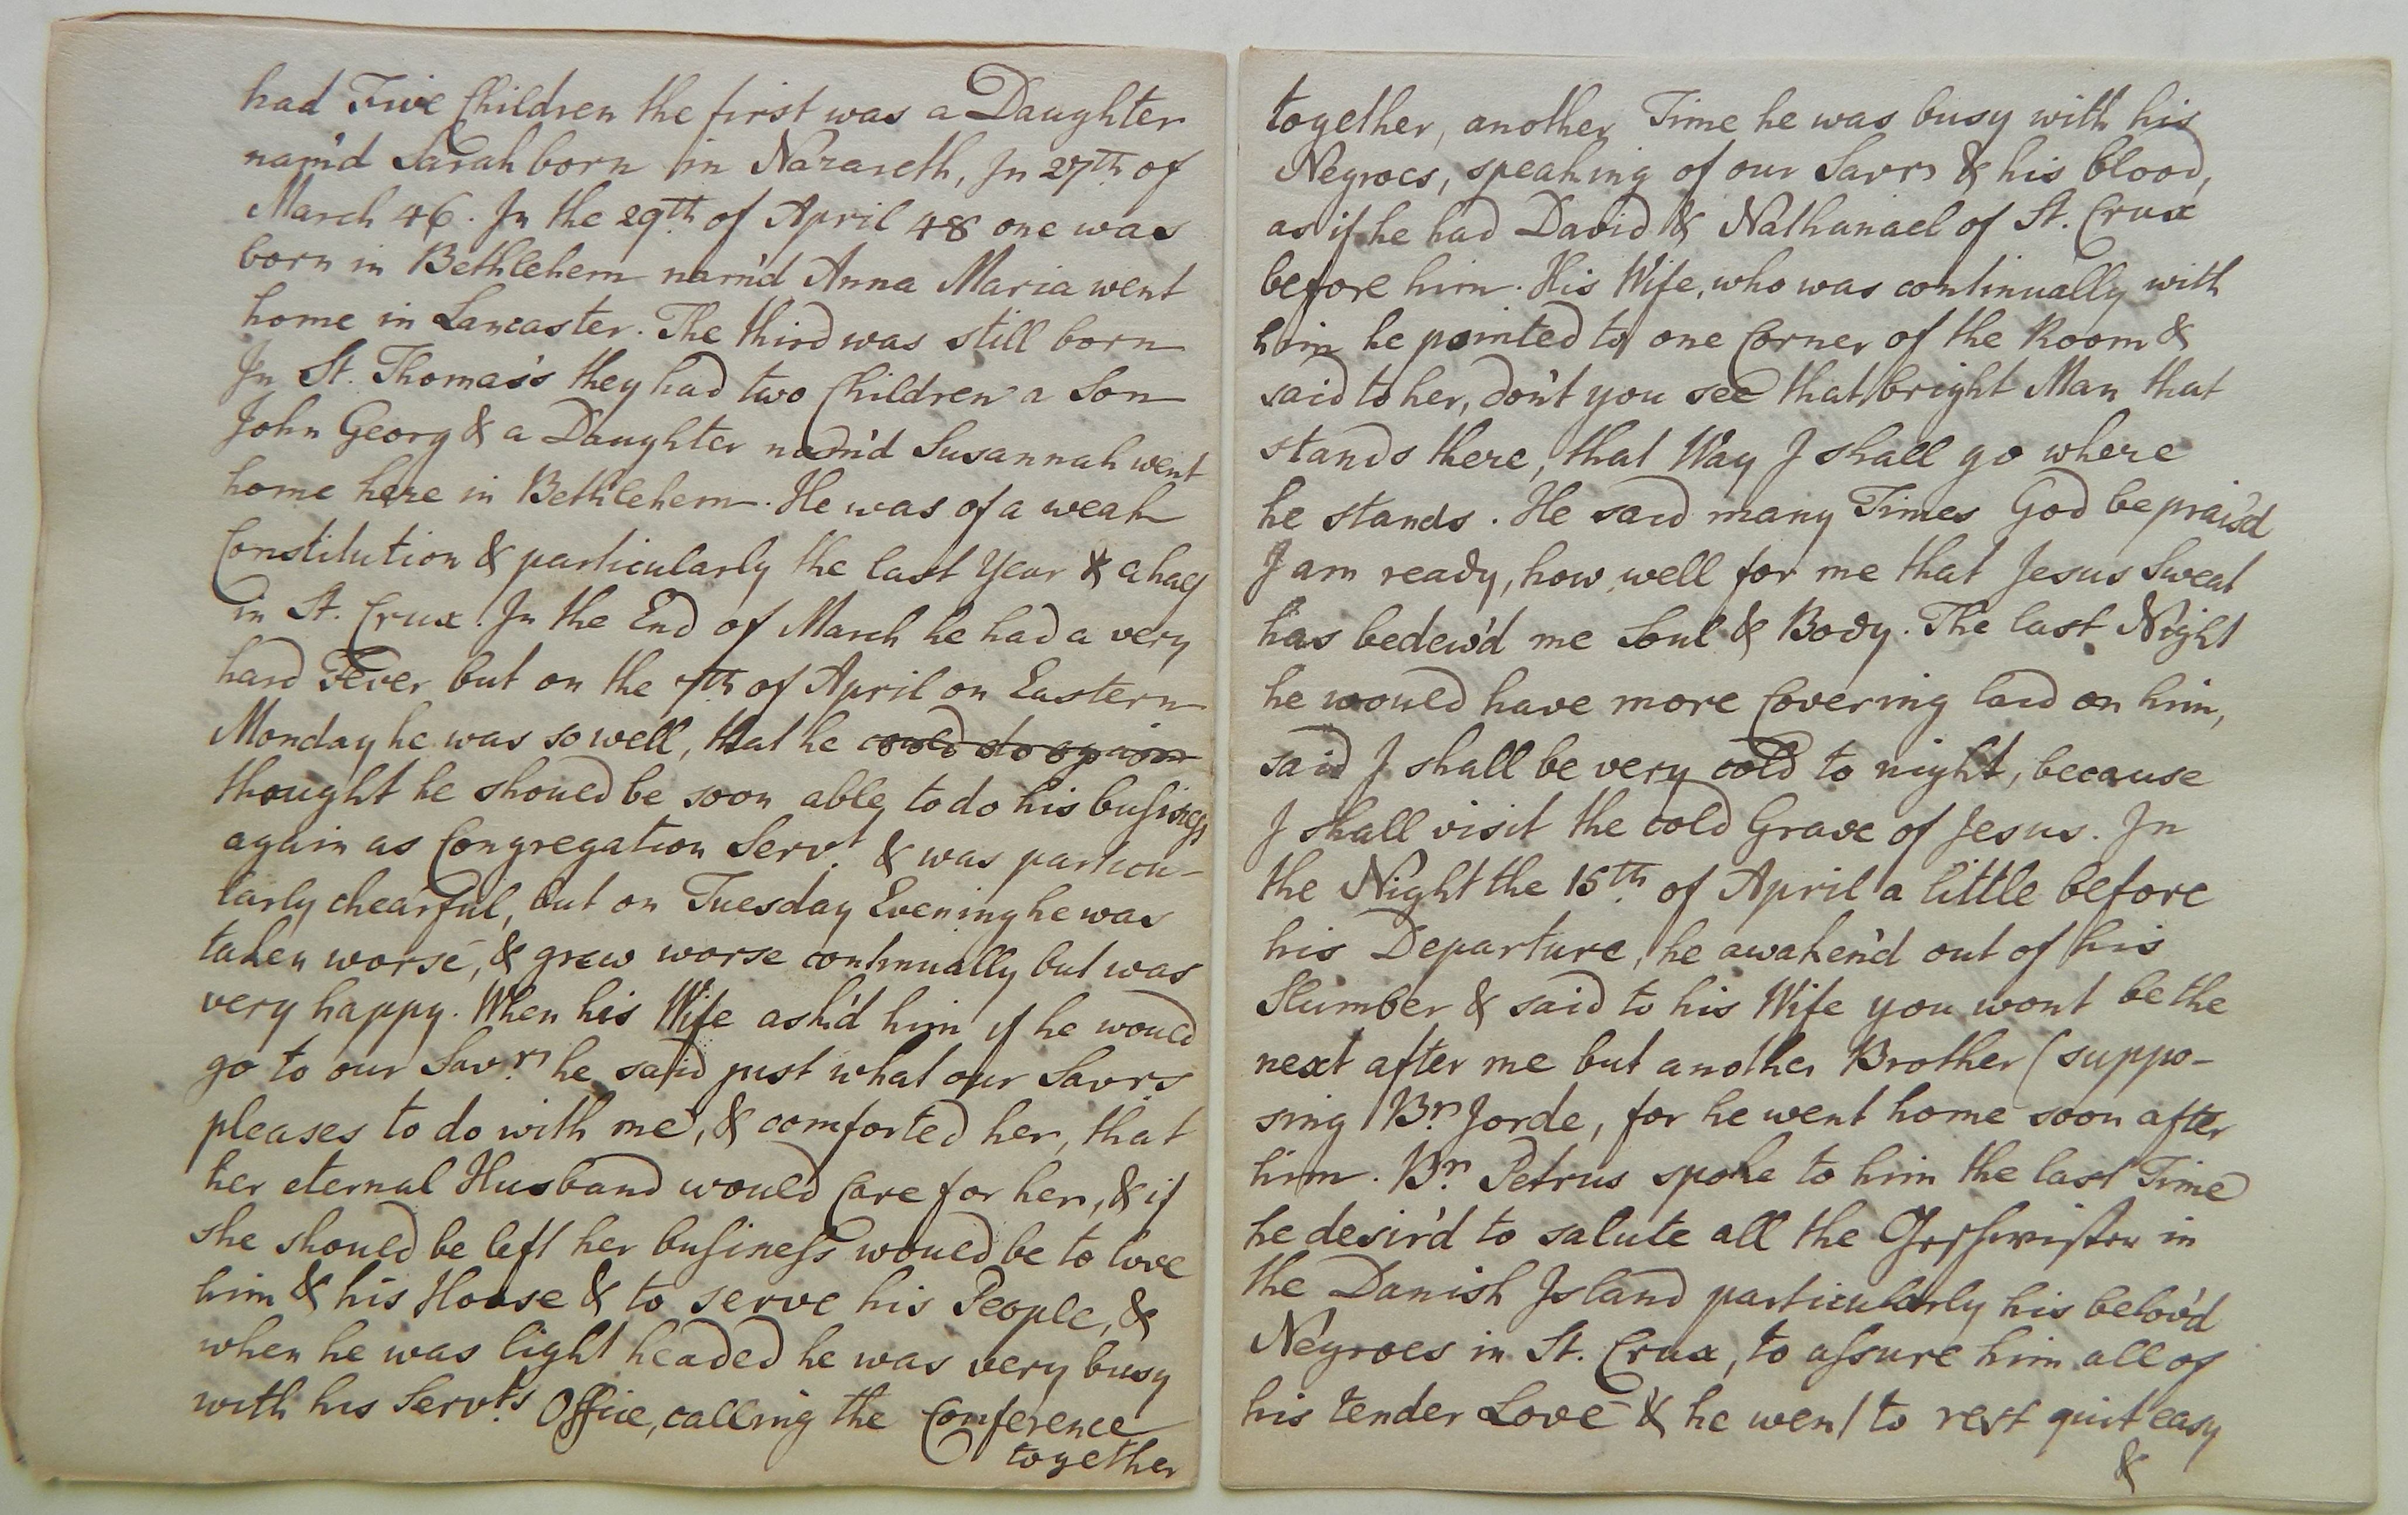 had Five Children the first was a Daughter
nam'd Sarah born in Nazareth, In 27th of
March 46. In the 29th of April 48 one was
born in Bethlehem nam'd Anna Maria went
home in Lancaster. The third was still born
In St. Thomas's they had two Children a Son
John Georg & a Daughter nam'd Susannah went
home here in Bethlehem. He was of a weak
Constitution & particularly the last Year & a half
in St. Crux. In the End of March he had a very
hard Fever but on the 7th of April on Eastern
Monday he was so well, that he could do again
thought he should be soon able to do his business
again as Congregation Servt. & was particu-
larly chearful, but on Tuesday Evening he was
taken worse, & grew worse continually but was
very happy. When his Wife ask'd him if he would
go to our Savr. he said just what our Savr.
pleases to do with me, & comforted her, that
her eternal Husband would Care for her, & if
she should be left her business would be to love
him & his House & to serve his People, &
when he was light headed he was very busy
with his Servts. Office, calling the Conference
together
together, another Time he was busy with his
Negroes, speaking of our Savr & his blood,
as if he had David & Nathanael of St. Crux
before him. His Wife, who was continually with
him he pointed to one Corner of the Room &
said to her, don't you see that bright Man that
stands there, that Way I shall go where
he stands. He said many Times God be prais'd
I am ready, how well for me that Jesus Sweat
has bedew'd me Soul & Body. The last Night
he would have more Covering laid on him,
said I shall be very cold to night, because
I shall visit the cold Grave of Jesus. In
the Night the 15th. of April a little before
his Departure, he awaken'd out of his
Slumber & said to his Wife you wont be the
next after me but another Brother (suppo-
sing Br. Jorde, for he went home soon after
him. Br. Petrus spoke to him the last Time
he desir'd to salute all the Geschwister in
the Danish Island particularly his belov'd
Negroes in St. Crux, to assure him all of
his tender Love & he went to rest quit easy
&